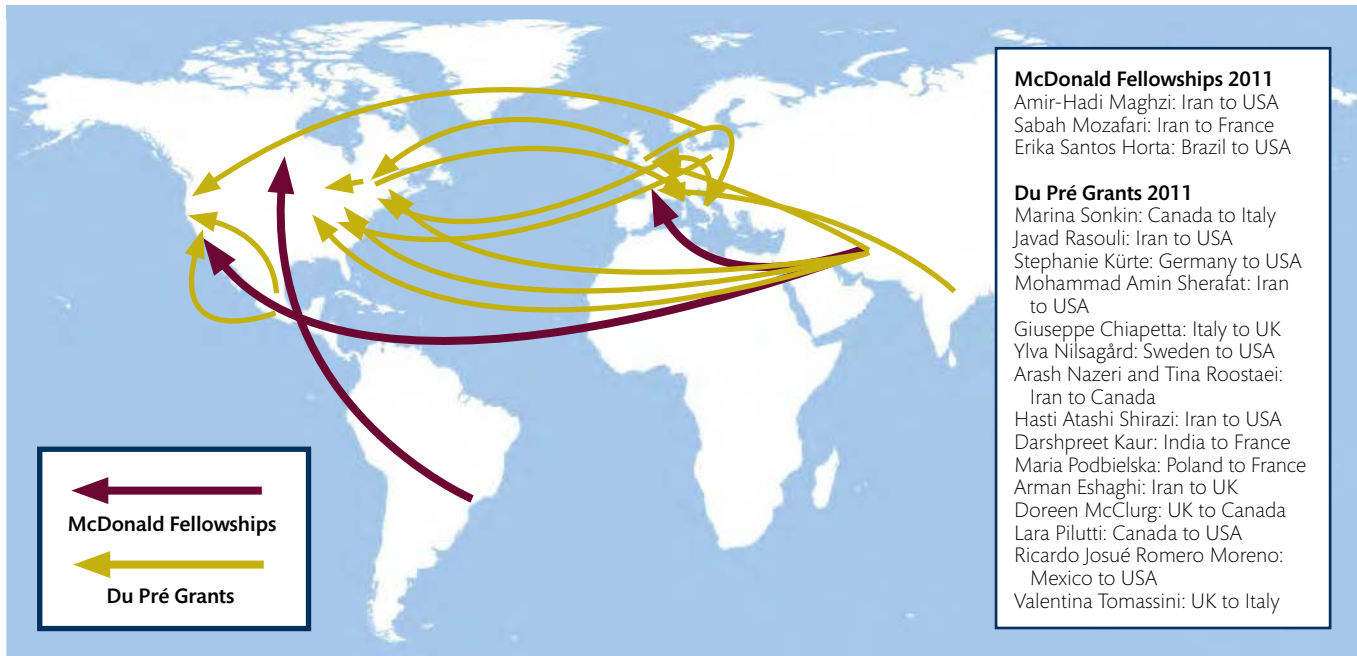 McDonald Fellowships 2011
Amir-Hadi Maghzi: Iran to USA
Sabah Mozafari: Iran to France
Erika Santos Horta: Brazil to USA
Du Pré Grants 2011
Marina Sonkin: Canada to Italy
Javad Rasouli: Iran to USA
Stephanie Kürte: Germany to USA
Mohammad Amin Sherafat: Iran
to USA
Giuseppe Chiapetta: Italy to UK
Ylva Nilsagård: Sweden to USA
Arash Nazeri and Tina Roostaei:
Iran to Canada
Hasti Atashi Shirazi: Iran to USA
Darshpreet Kaur: India to France
Maria Podbielska: Poland to France
Arman Eshaghi: Iran to UK
Doreen McClurg: UK to Canada
Lara Pilutti: Canada to USA
Ricardo Josué Romero Moreno:
Mexico to USA
Valentina Tomassini: UK to Italy
McDonald Fellowships
Du Pré Grants